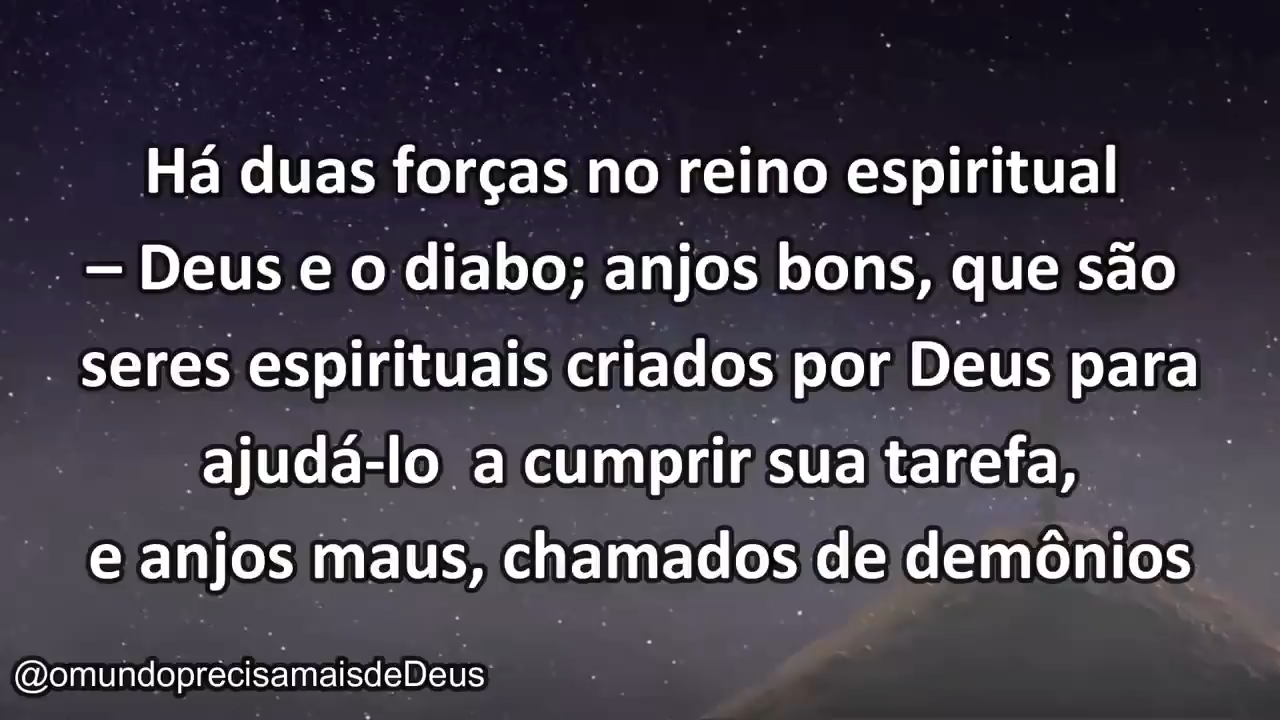 Há duas forças no reino espiritual
– Deus e o diabo; anjos bons, que são
seres espirituais criados por Deus para
ajudá-lo  a cumprir sua tarefa,
e anjos maus, chamados de demônios
@omundoprecisamaisdeDeus